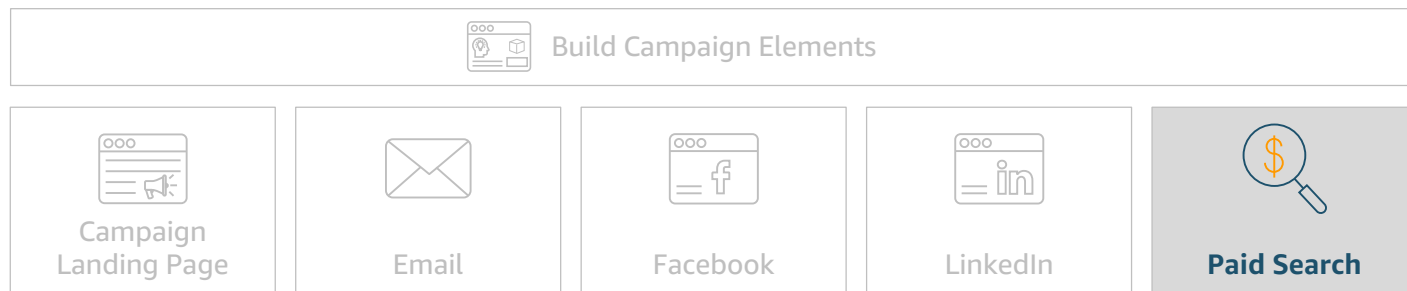 Build Campaign Elements
Campaign
Landing Page
Email
Facebook
LinkedIn
Paid Search